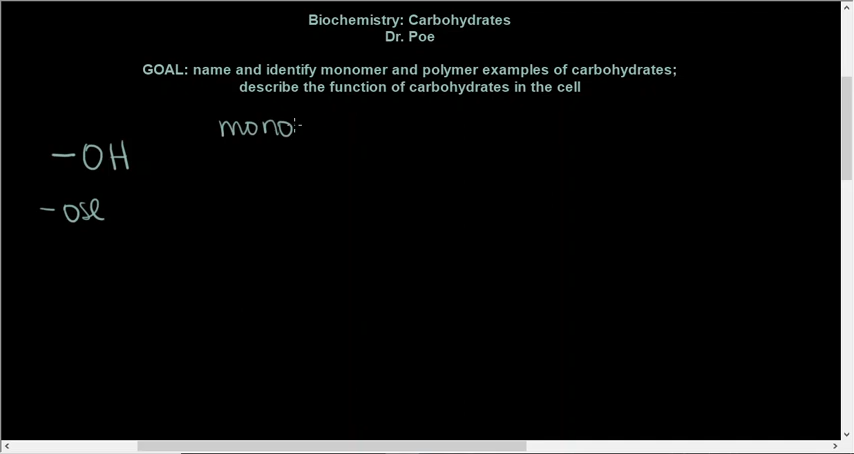 Biochemistry: Carbohydrates
Dr. Poe
GOAL: name and identify monomer and polymer examples of carbohydrates;
describe the function of carbohydrates in the cell
mono:
-OH
-ose